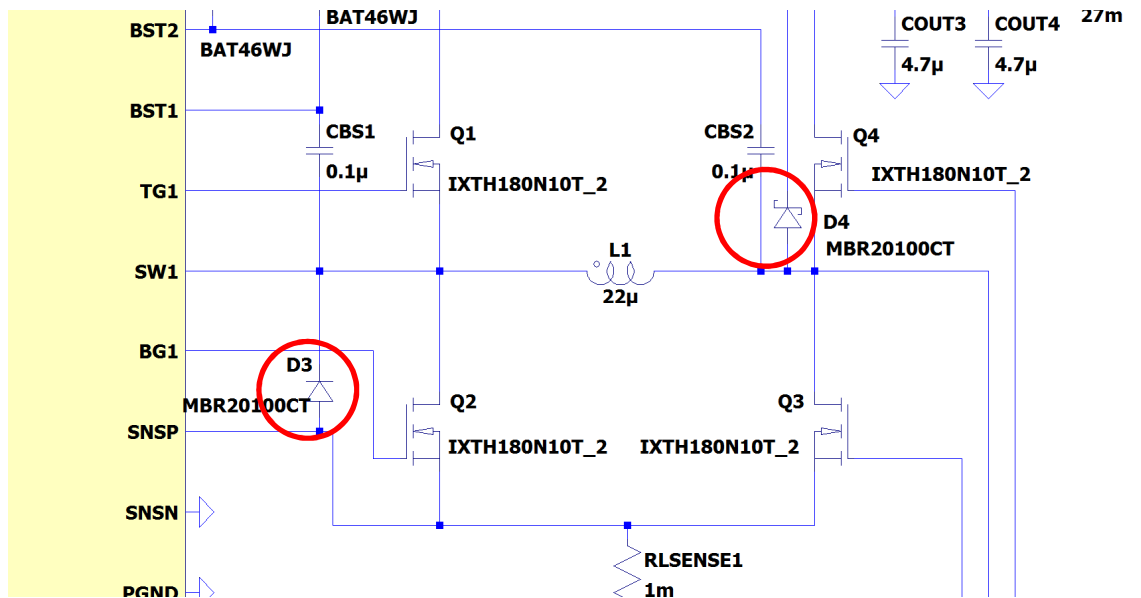 BAT46WJ
BST2
BAT46WJ
COUT3
COUT4
27m
4.7µ
4.7µ
BST1
CBS1
0.1µ
Q1
IXTH180N10T_2
CBS2
0.1µ
Q4
IXTH180N10T_2
TG1
D4
MBR20100CT
SW1
L1
22µ
BG1
D3
MBR20100CT
Q2
IXTH180N10T_2
Q3
IXTH180N10T_2
SNSP
SNSN
RLSENSE1
1m
PGND